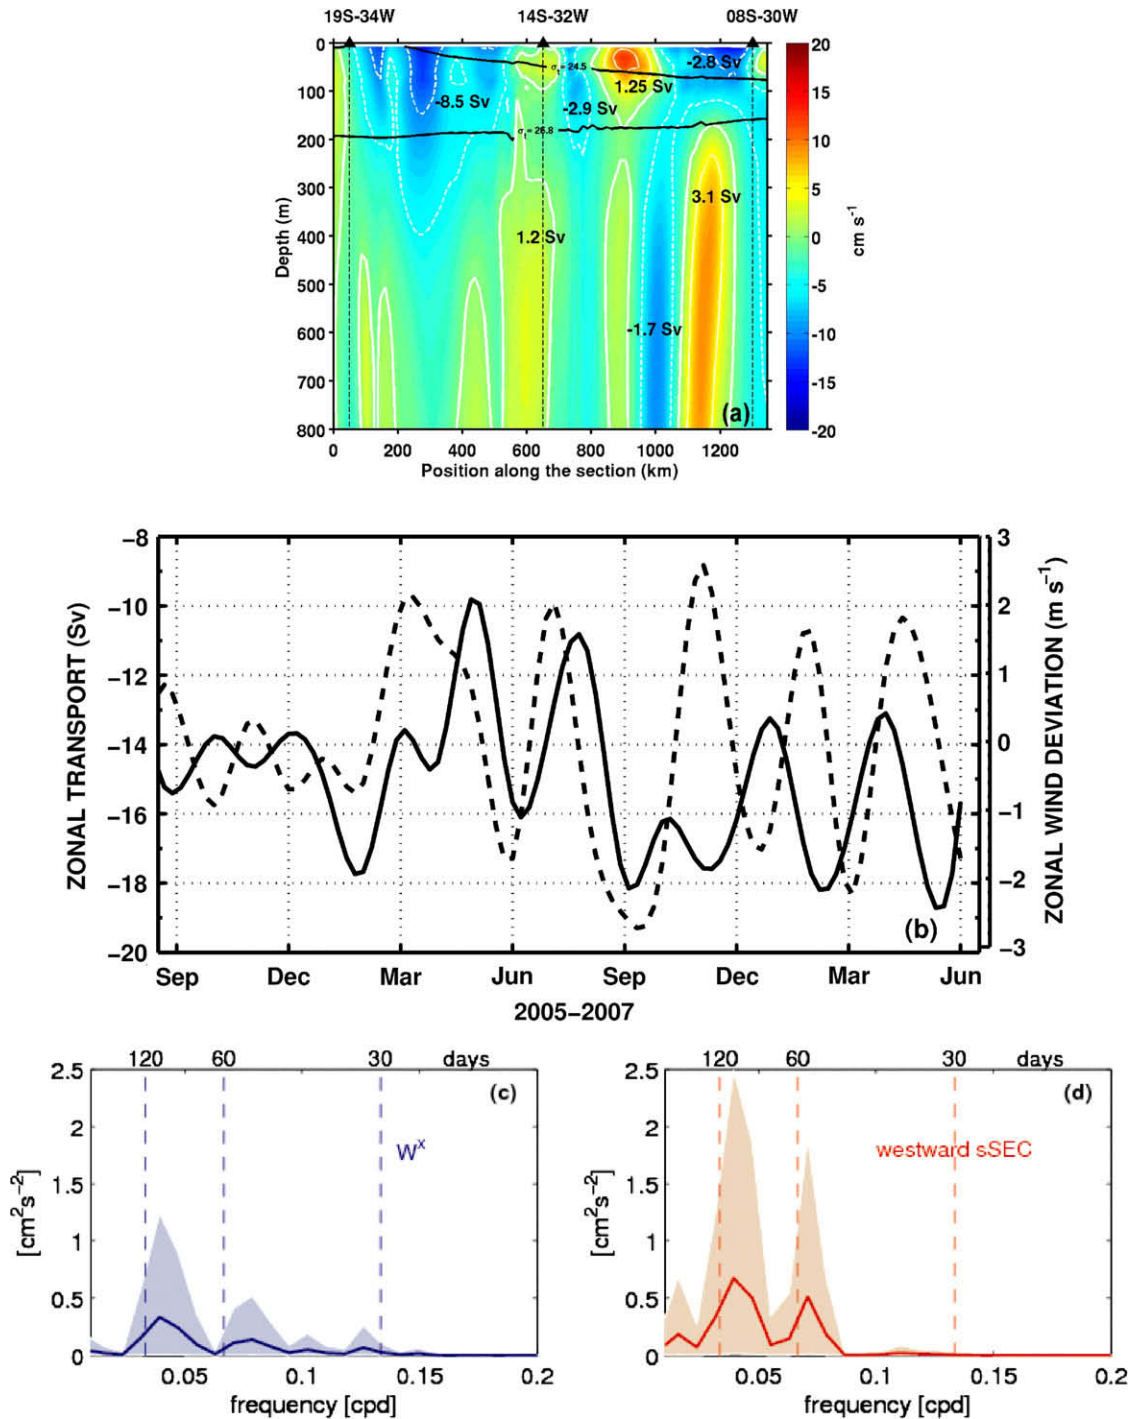 19S-34W 14S-32W 08S-30W
0
100
200
300
400
500
600
700
800
Depth (m)
-8.5 Sv
σt= 24.5
-2.9 Sv
1.25 Sv
-2.8 Sv
σt= 26.8
1.2 Sv
3.1 Sv
-1.7 Sv
(a)
20
15
10
5
0
-5
-10
-15
-20
cm s⁻¹
0 200 400 600 800 1000 1200
Position along the section (km)
−8
−10
−12
−14
−16
−18
−20
ZONAL TRANSPORT (Sv)
3
2
1
0
−1
−2
−3
ZONAL WIND DEVIATION (m s⁻¹)
(b)
Sep Dec Mar Jun Sep Dec Mar Jun
2005−2007
120 60 30 days
2.5
2
1.5
1
0.5
0
[cm²s⁻²]
(c)
Wˣ
0.05 0.1 0.15 0.2
frequency [cpd]
120 60 30 days
2.5
2
1.5
1
0.5
0
[cm²s⁻²]
(d)
westward sSEC
0.05 0.1 0.15 0.2
frequency [cpd]